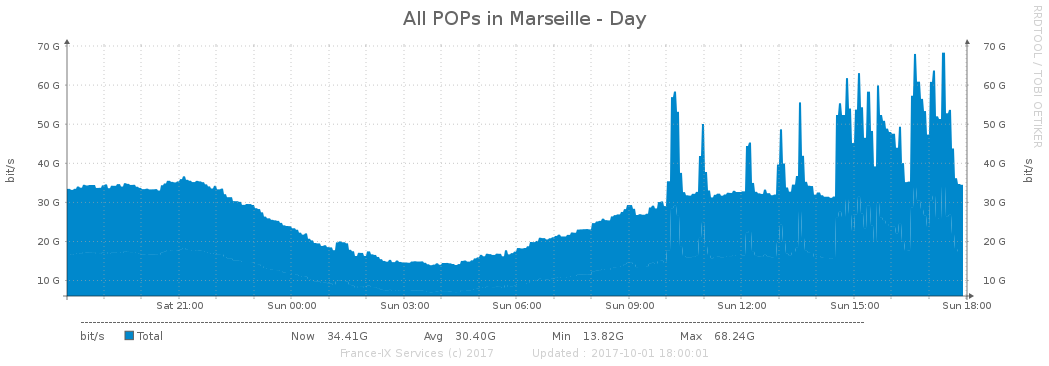 All POPs in Marseille - Day
RRDTOOL / TOBI OETIKER
70 G 70 G
60 G 60 G
50 G 50 G
40 G 40 G
bit/s bit/s
30 G 30 G
20 G 20 G
10 G 10 G
Sat 21:00 Sun 00:00 Sun 03:00 Sun 06:00 Sun 09:00 Sun 12:00 Sun 15:00 Sun 18:00
bit/s Total Now 34.41G Avg 30.40G Min 13.82G Max 68.24G
France-IX Services (c) 2017 Updated : 2017-10-01 18:00:01